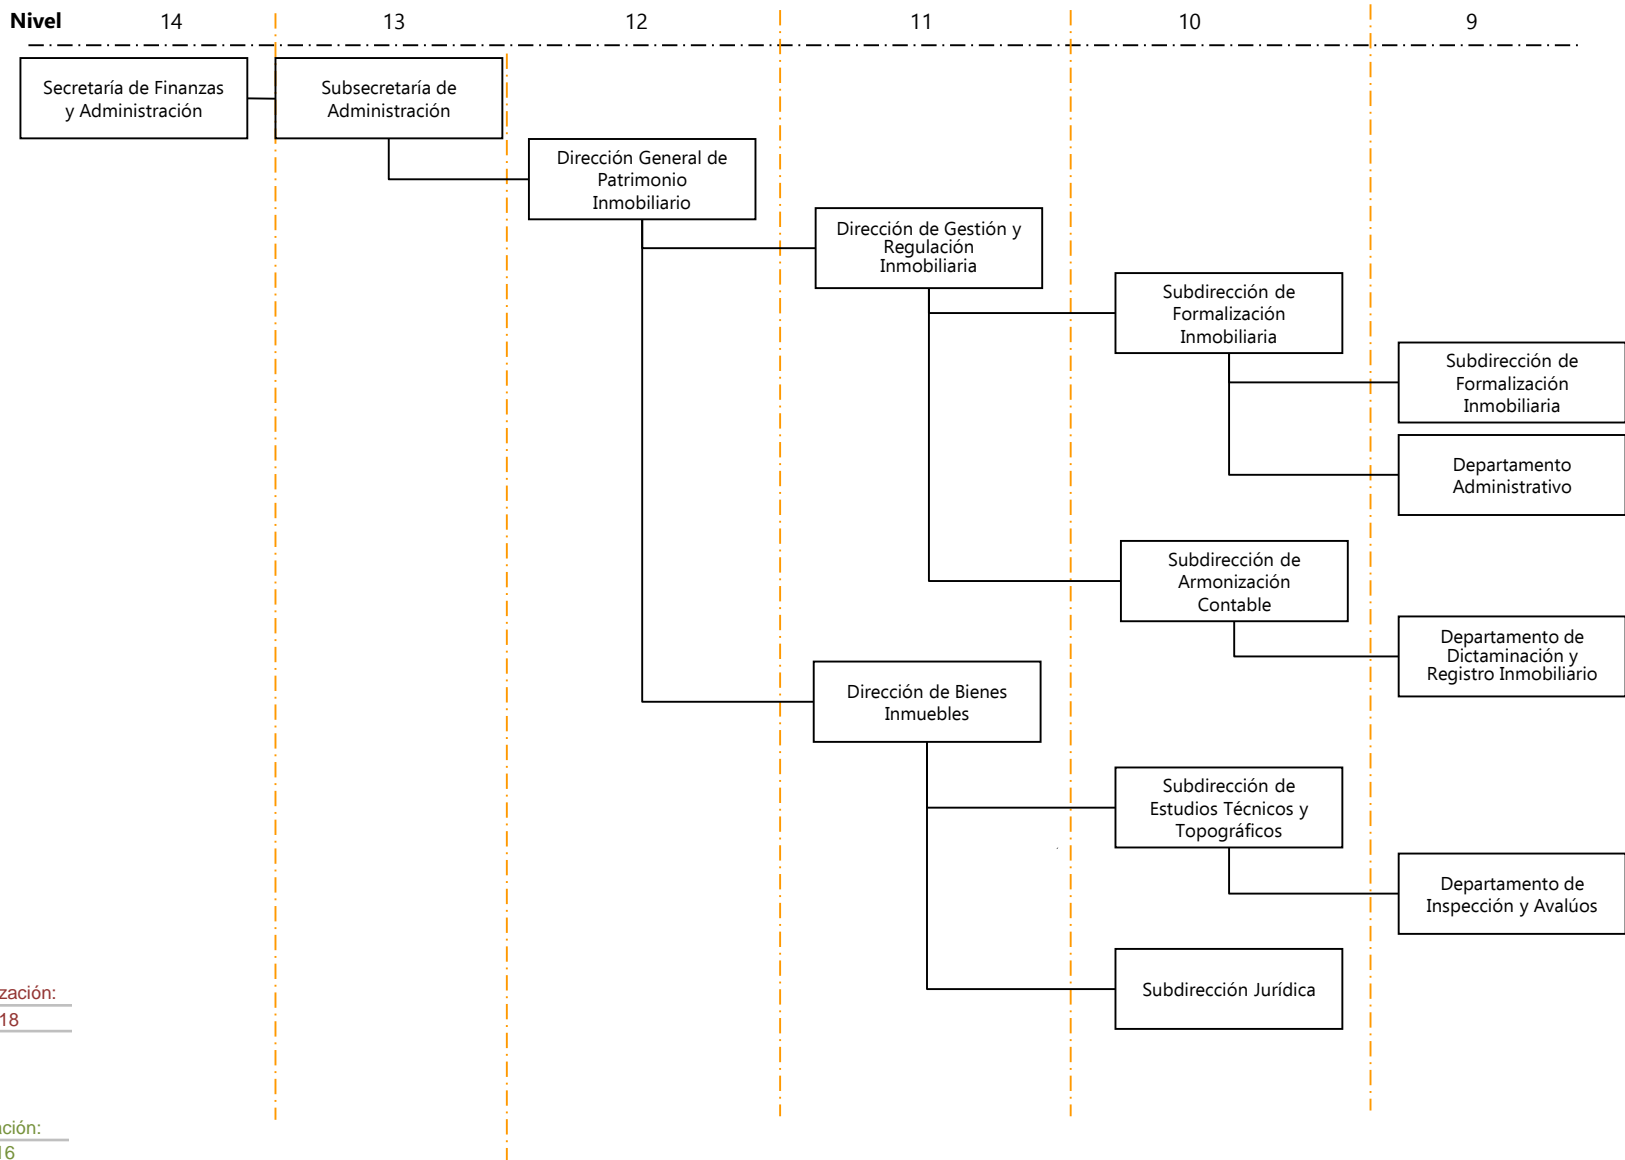 Nivel 14 13 12 11 10 9
Secretaría de Finanzas
y Administración
Subsecretaría de
Administración
Dirección General de
Patrimonio
Inmobiliario
Dirección de Gestión y
Regulación
Inmobiliaria
Subdirección de
Formalización
Inmobiliaria
Subdirección de
Formalización
Inmobiliaria
Departamento
Administrativo
Subdirección de
Armonización
Contable
Departamento de
Dictaminación y
Registro Inmobiliario
Dirección de Bienes
Inmuebles
Subdirección de
Estudios Técnicos y
Topográficos
Departamento de
Inspección y Avalúos
Subdirección Jurídica
zación:
18
ación:
16